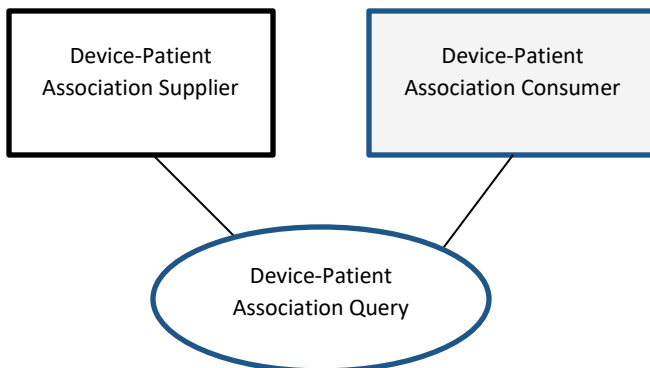 Device-Patient
Association Supplier
Device-Patient
Association Consumer
Device-Patient
Association Query